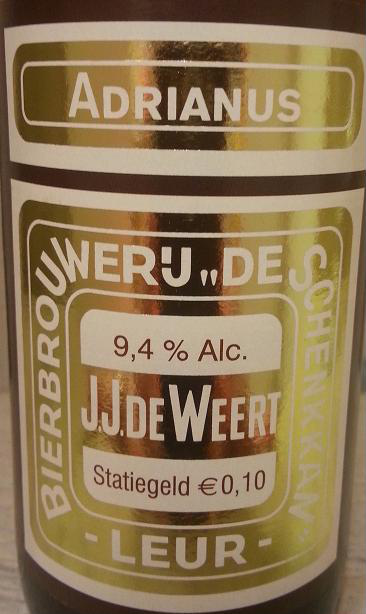 ADRIANUS
BIERBROUWERIJ „DE SCHENKKAN”
9,4 % Alc.
J.J. DE WEERT
Statiegeld €0,10
- LEUR -